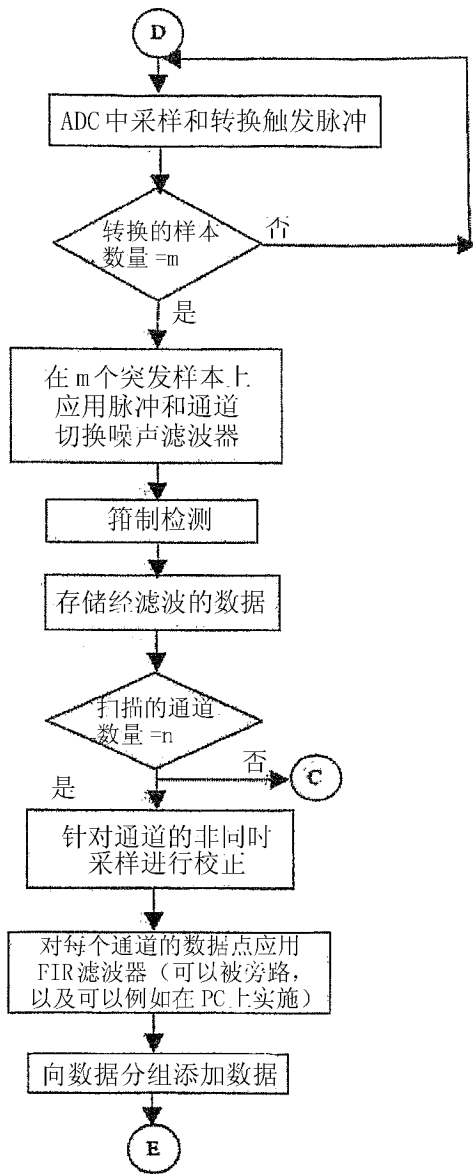 D
ADC中采样和转换触发脉冲
转换的样本
数量=m
否
是
在m个突发样本上
应用脉冲和通道
切换噪声滤波器
箝制检测
存储经滤波的数据
扫描的通道
数量=n
否
C
是
针对通道的非同时
采样进行校正
对每个通道的数据点应用
FIR滤波器（可以被旁路，
以及可以例如在PC上实施）
向数据分组添加数据
E